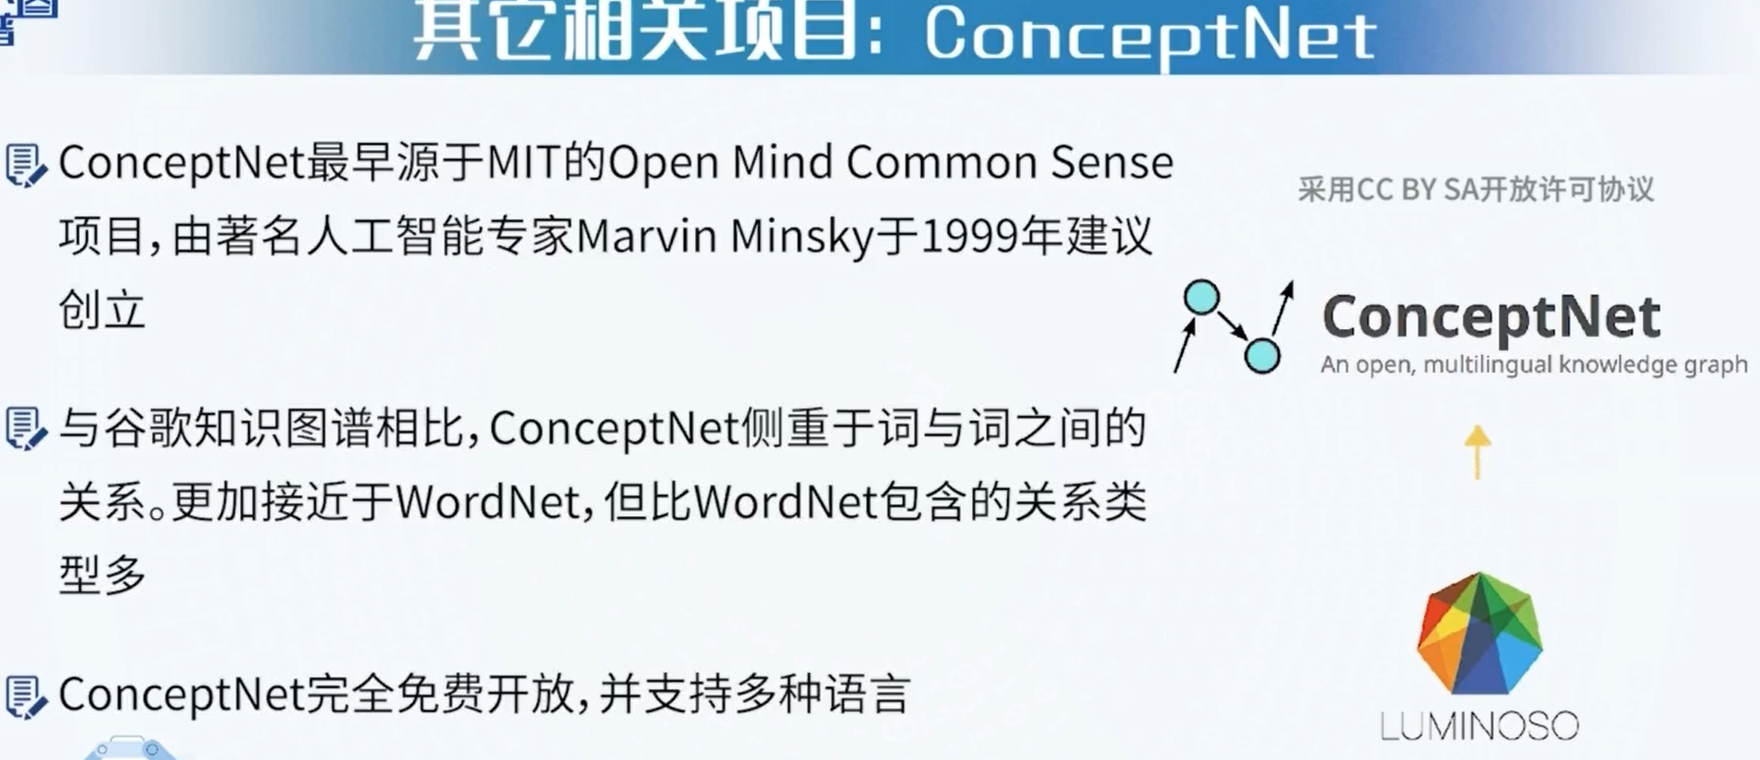 其它相关项目：ConceptNet
ConceptNet最早源于MIT的Open Mind Common Sense
项目，由著名人工智能专家Marvin Minsky于1999年建议
创立
采用CC BY SA开放许可协议
ConceptNet
An open, multilingual knowledge graph
与谷歌知识图谱相比，ConceptNet侧重于词与词之间的
关系。更加接近于WordNet，但比WordNet包含的关系类
型多
ConceptNet完全免费开放，并支持多种语言
LUMINOSO